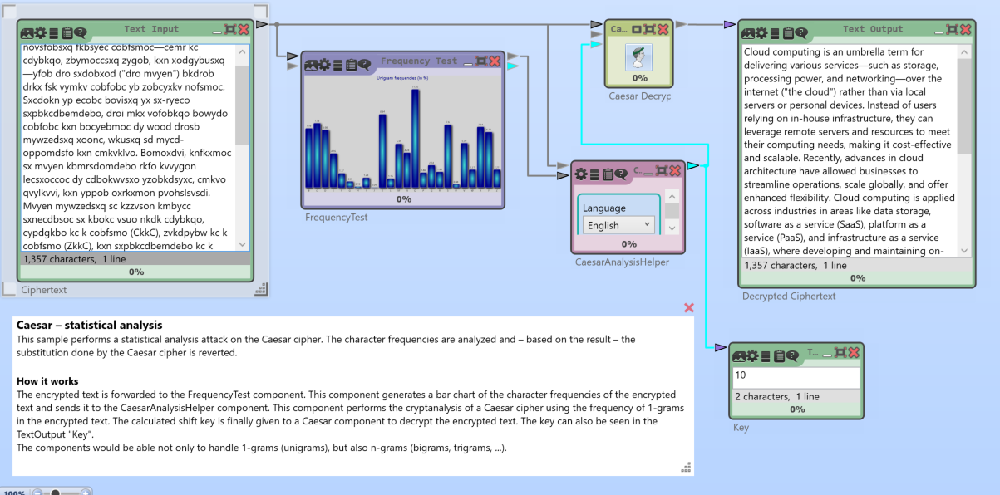 Text Input
novsfobsxq fkbsyec cobfsmoc—cemr kc
cdybkqo, zbymoccsxq zygob, kxn xodgybusxq
—yfob dro sxdobxod ("dro mvyen") bkdrob
drkx fsk vymkv cobfobc yb zobcyxkv nofsmoc.
Sxcdokn yp ecobc bovisxq yx sx-ryeco
sxpbkcdbemdebo, droi mkx vofobkqo bowydo
cobfobc kxn bocyebmoc dy wood drosb
mywzedsxq xoonc, wkusxq sd mycd-
oppomdsfo kxn cmkvklvo. Bomoxdvi, knfkxmoc
sx mvyen kbmrsdomdebo rkfo kvvygon
lecsxoccoc dy cdbokwvsxo yzobkdsyxc, cmkvo
qvylkvvi, kxn yppob oxrkxmon pvohslsvsdi.
Mvyen mywzedsxq sc kzzvson kmbycc
sxnecdbsoc sx kbokc vsuo nkdk cdybkqo,
cypdgkbo kc k cobfsmo (CkkC), zvkdpybw kc k
cobfsmo (ZkkC), kxn sxpbkcdbemdebo kc k
1,357 characters, 1 line
0%
Ciphertext
Frequency Test
Unigram frequencies (in %)
0%
FrequencyTest
Ca...
0%
Caesar Decryp
C..
Language
English
0%
CaesarAnalysisHelper
Text Output
Cloud computing is an umbrella term for
delivering various services—such as storage,
processing power, and networking—over the
internet ("the cloud") rather than via local
servers or personal devices. Instead of users
relying on in-house infrastructure, they can
leverage remote servers and resources to meet
their computing needs, making it cost-effective
and scalable. Recently, advances in cloud
architecture have allowed businesses to
streamline operations, scale globally, and offer
enhanced flexibility. Cloud computing is applied
across industries in areas like data storage,
software as a service (SaaS), platform as a
service (PaaS), and infrastructure as a service
(IaaS), where developing and maintaining on-
1,357 characters, 1 line
0%
Decrypted Ciphertext
Caesar – statistical analysis
This sample performs a statistical analysis attack on the Caesar cipher. The character frequencies are analyzed and – based on the result – the
substitution done by the Caesar cipher is reverted.
How it works
The encrypted text is forwarded to the FrequencyTest component. This component generates a bar chart of the character frequencies of the encrypted
text and sends it to the CaesarAnalysisHelper component. This component performs the cryptanalysis of a Caesar cipher using the frequency of 1-grams
in the encrypted text. The calculated shift key is finally given to a Caesar component to decrypt the encrypted text. The key can also be seen in the
TextOutput "Key".
The components would be able not only to handle 1-grams (unigrams), but also n-grams (bigrams, trigrams, ...).
T...
10
2 characters, 1 line
0%
Key
100%